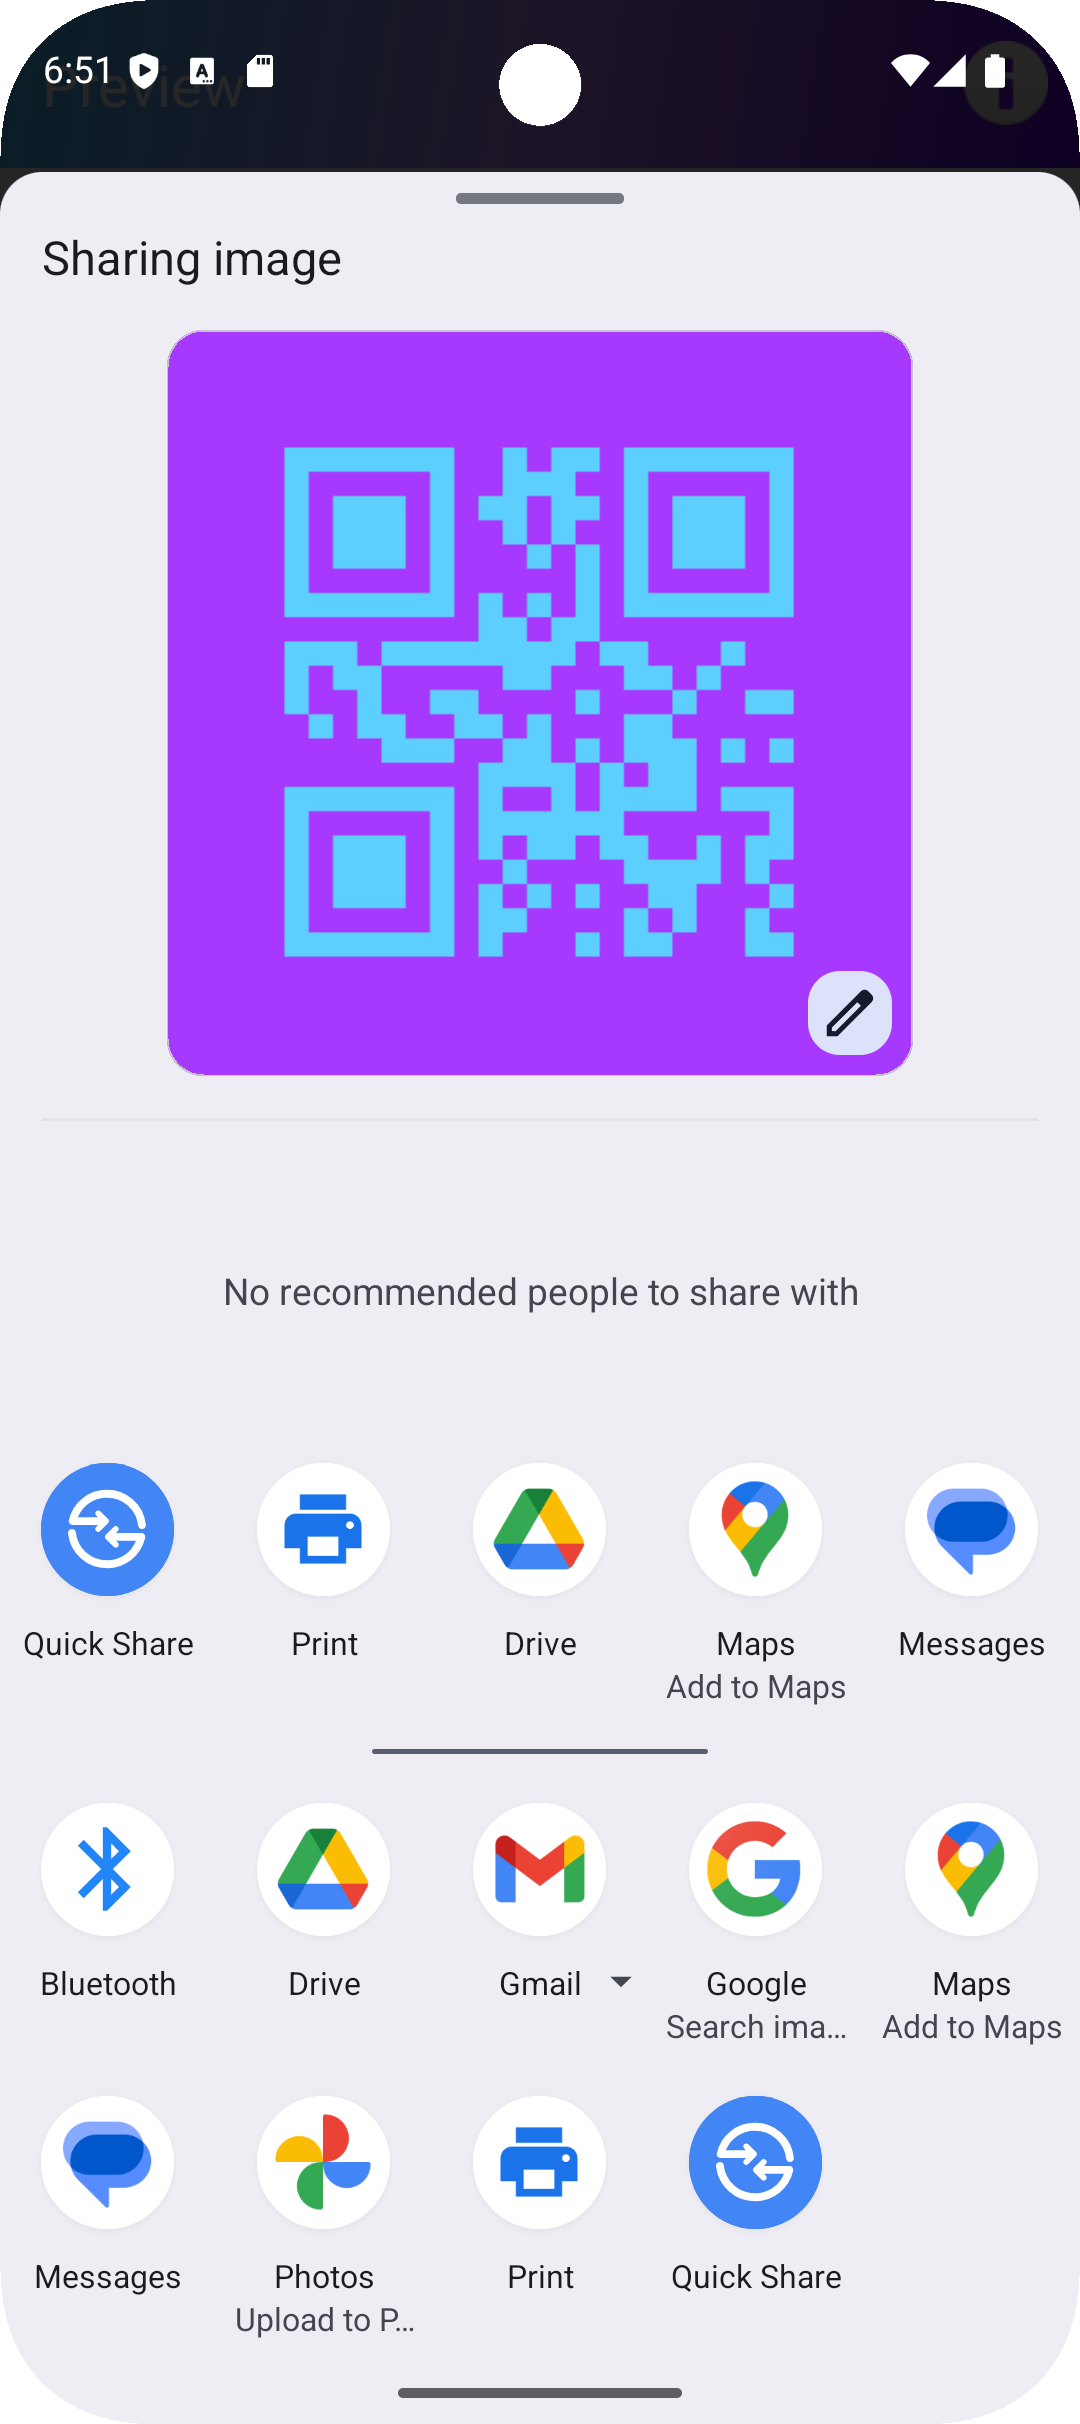 6:51
Preview
Sharing image
No recommended people to share with
Quick Share
Print
Drive
Maps
Add to Maps
Messages
Bluetooth
Drive
Gmail
Google
Search ima...
Maps
Add to Maps
Messages
Photos
Upload to P...
Print
Quick Share